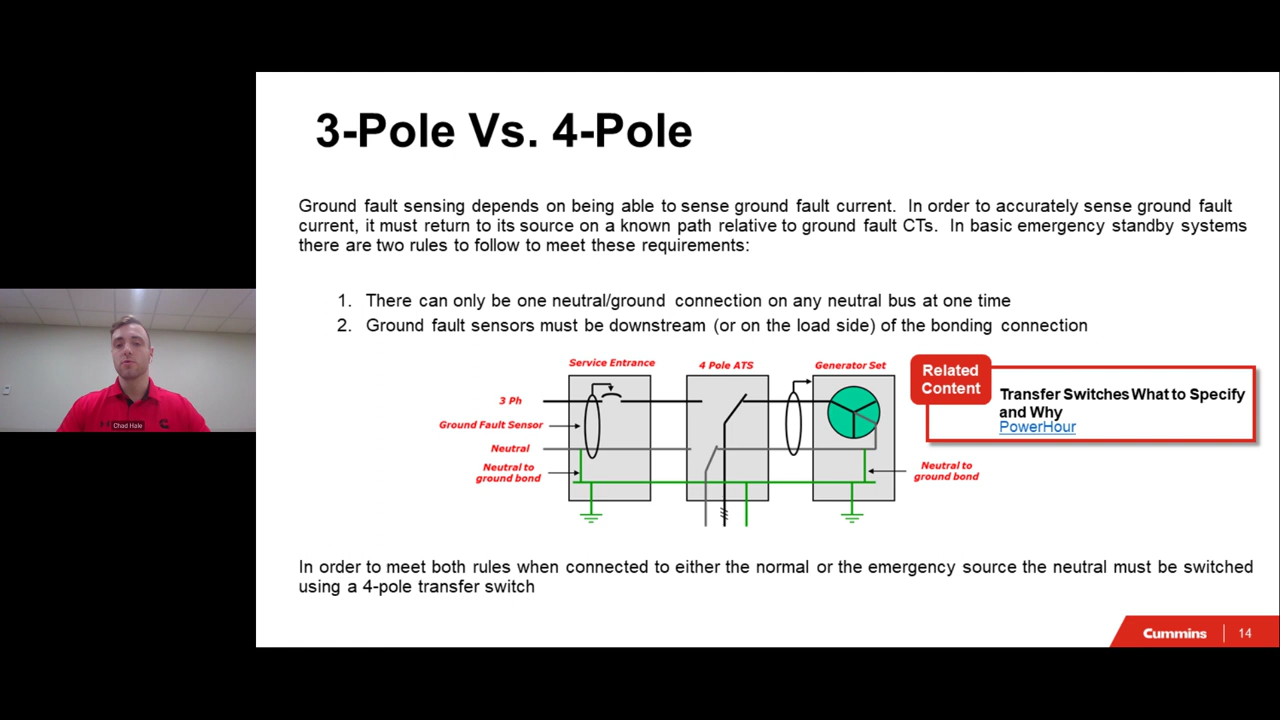 3-Pole Vs. 4-Pole
Ground fault sensing depends on being able to sense ground fault current. In order to accurately sense ground fault
current, it must return to its source on a known path relative to ground fault CTs. In basic emergency standby systems
there are two rules to follow to meet these requirements:
1. There can only be one neutral/ground connection on any neutral bus at one time
2. Ground fault sensors must be downstream (or on the load side) of the bonding connection
Service Entrance
4 Pole ATS
Generator Set
3 Ph
Ground Fault Sensor
Neutral
Neutral to
ground bond
Neutral to
ground bond
Related
Content
Transfer Switches What to Specify
and Why
PowerHour
In order to meet both rules when connected to either the normal or the emergency source the neutral must be switched
using a 4-pole transfer switch
Chad Hale
Cummins
14